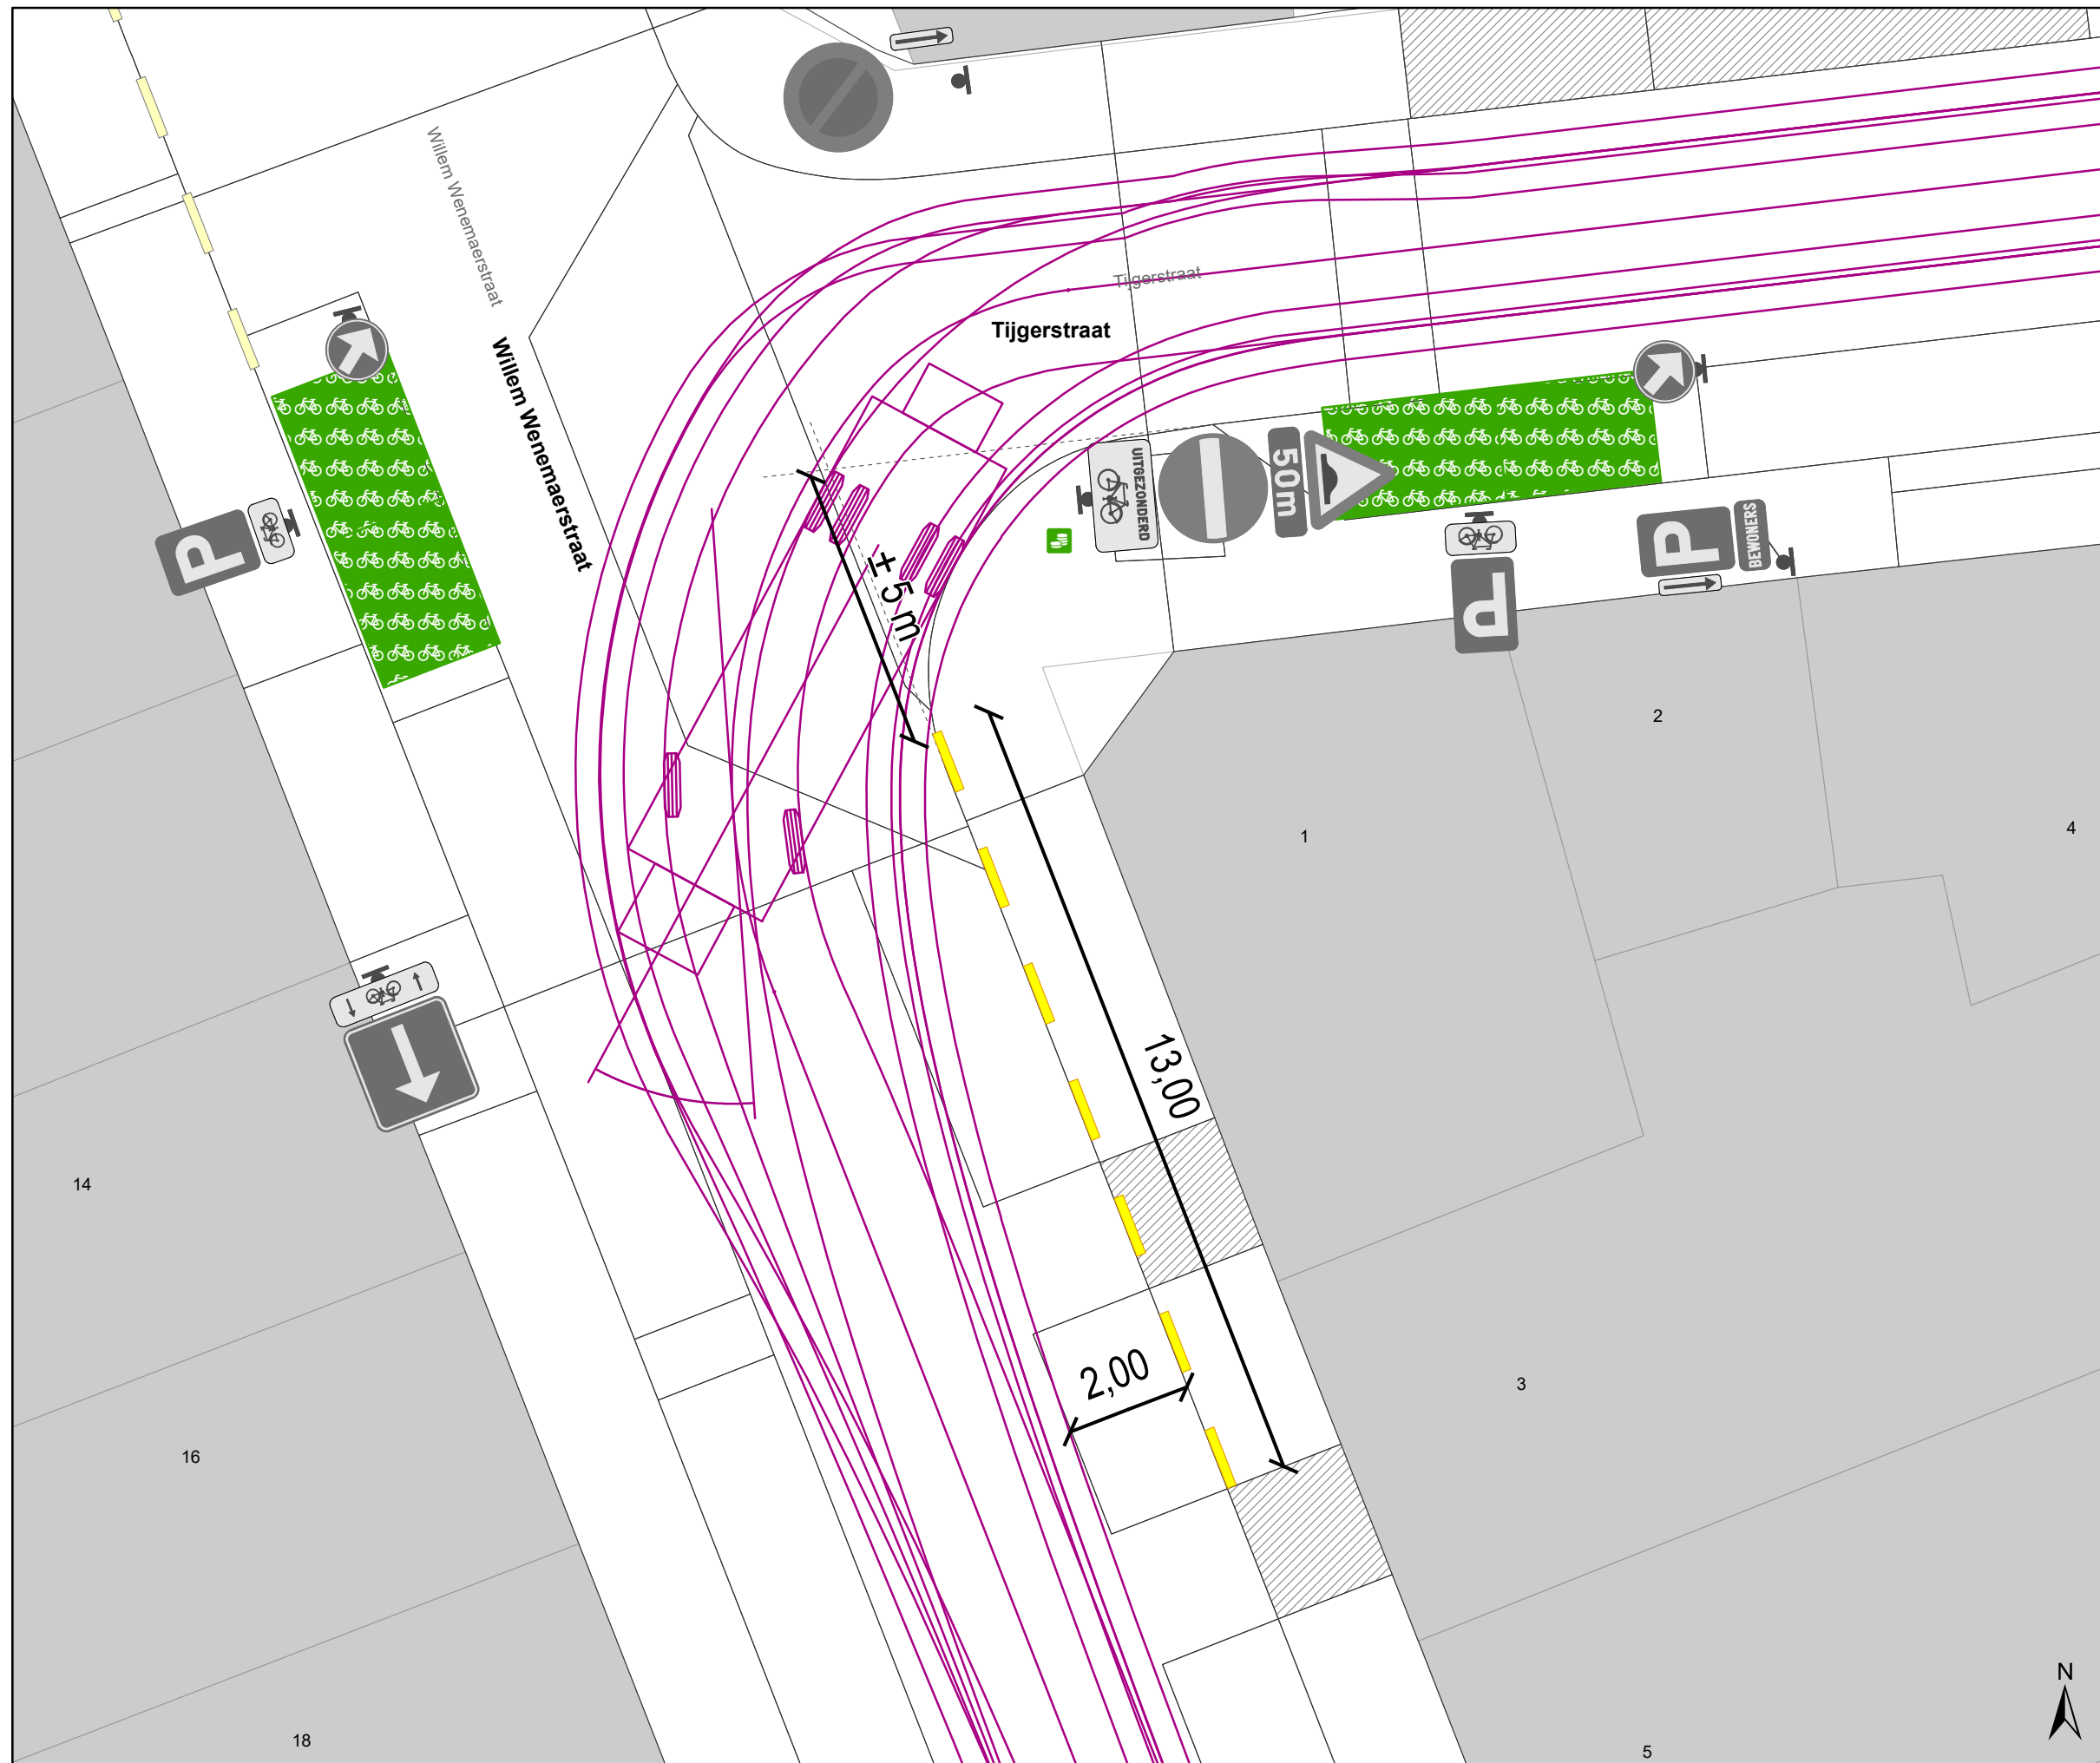 Willem Wenemaerstraat
Tijgerstraat
Tijgerstraat
Willem Wenemaerstraat
UITGEZONDERD
50m
P
P
P
BEWONERS
± 5 m
2
1
4
13,00
14
2,00
3
16
N
18
5